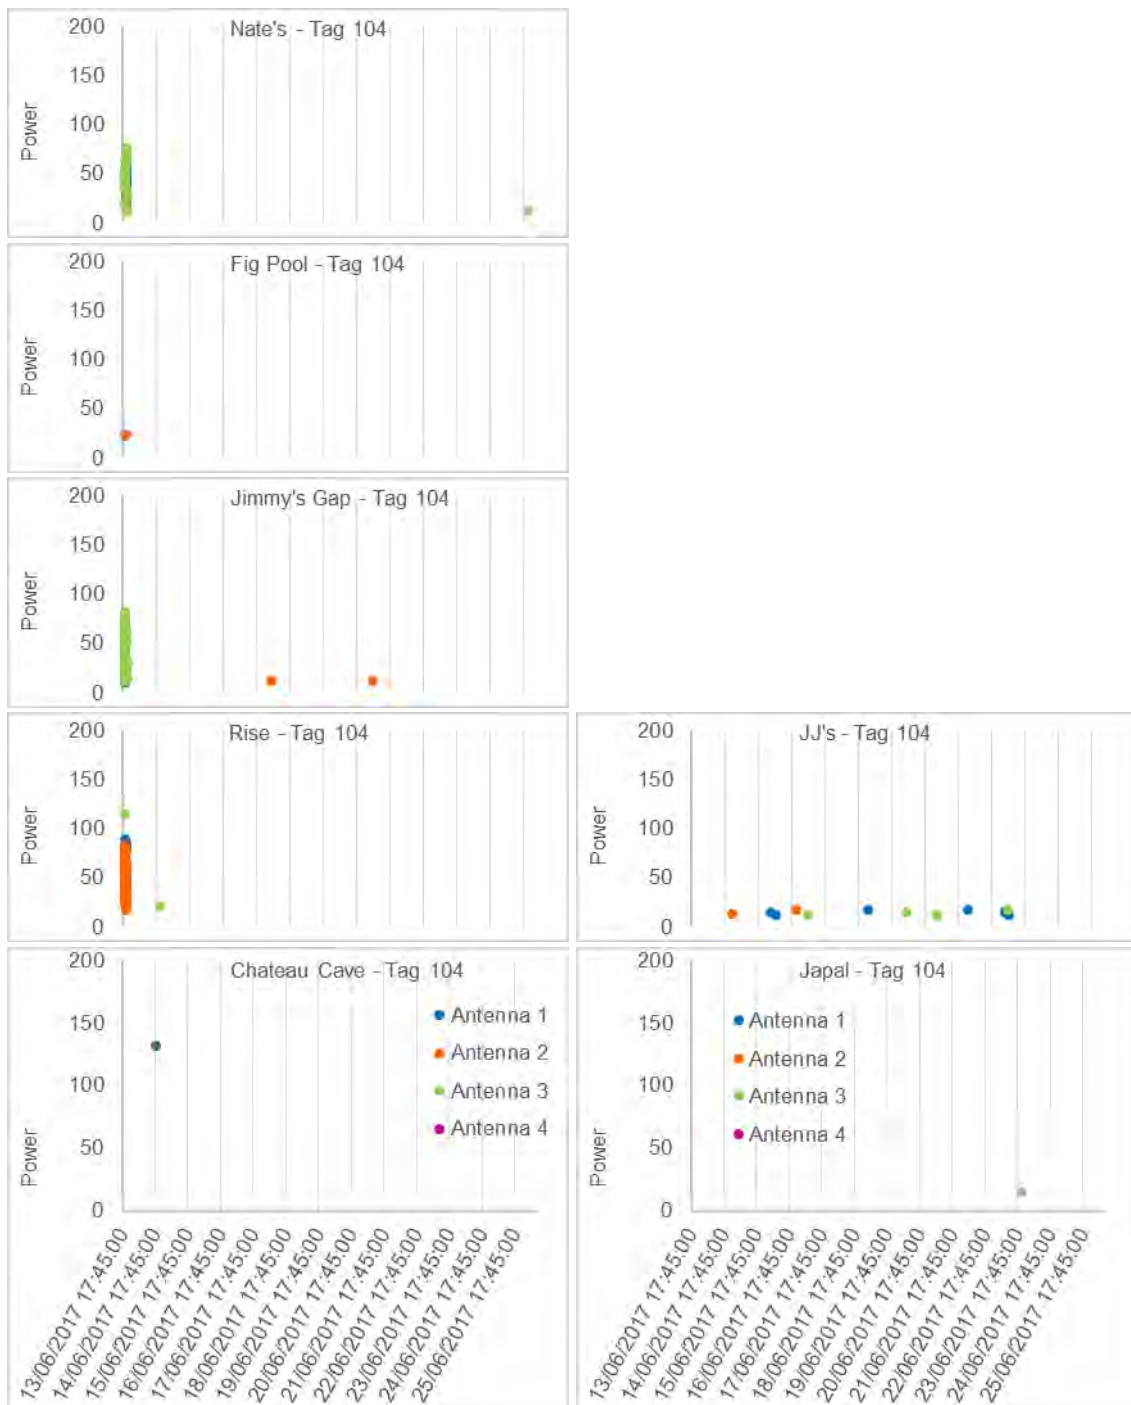 Nate's - Tag 104
200
150
100
50
0
Power
Fig Pool - Tag 104
200
150
100
50
0
Power
Jimmy's Gap - Tag 104
200
150
100
50
0
Power
Rise - Tag 104
200
150
100
50
0
Power
JJ's - Tag 104
200
150
100
50
0
Power
Chateau Cave - Tag 104
200
150
100
50
0
Power
Antenna 1
Antenna 2
Antenna 3
Antenna 4
13/06/2017 17:45:00
14/06/2017 17:45:00
15/06/2017 17:45:00
16/06/2017 17:45:00
17/06/2017 17:45:00
18/06/2017 17:45:00
19/06/2017 17:45:00
20/06/2017 17:45:00
21/06/2017 17:45:00
22/06/2017 17:45:00
23/06/2017 17:45:00
24/06/2017 17:45:00
25/06/2017 17:45:00
Japal - Tag 104
200
150
100
50
0
Power
Antenna 1
Antenna 2
Antenna 3
Antenna 4
13/06/2017 17:45:00
14/06/2017 17:45:00
15/06/2017 17:45:00
16/06/2017 17:45:00
17/06/2017 17:45:00
18/06/2017 17:45:00
19/06/2017 17:45:00
20/06/2017 17:45:00
21/06/2017 17:45:00
22/06/2017 17:45:00
23/06/2017 17:45:00
24/06/2017 17:45:00
25/06/2017 17:45:00